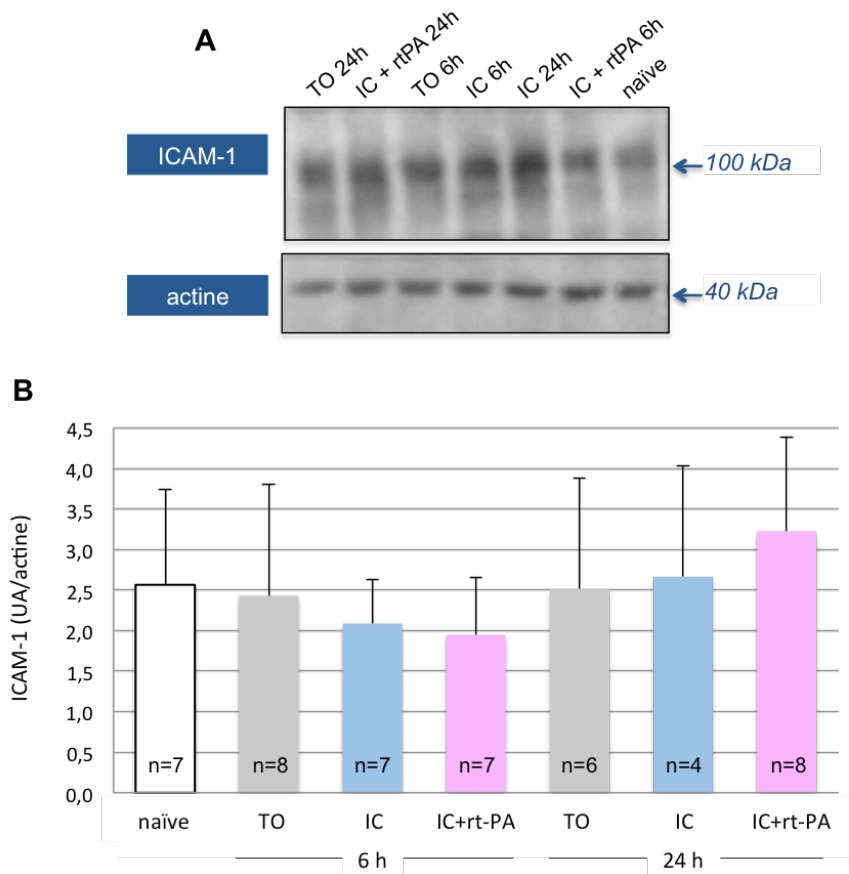 A
TO 24h
IC + rtPA 24h
TO 6h
IC 6h
IC 24h
IC + rtPA 6h
naïve
ICAM-1
100 kDa
actine
40 kDa
B
ICAM-1 (UA/actine)
4,5
4,0
3,5
3,0
2,5
2,0
1,5
1,0
0,5
0,0
n=7
n=8
n=7
n=7
n=6
n=4
n=8
naïve
TO
IC
IC+rt-PA
TO
IC
IC+rt-PA
6 h
24 h